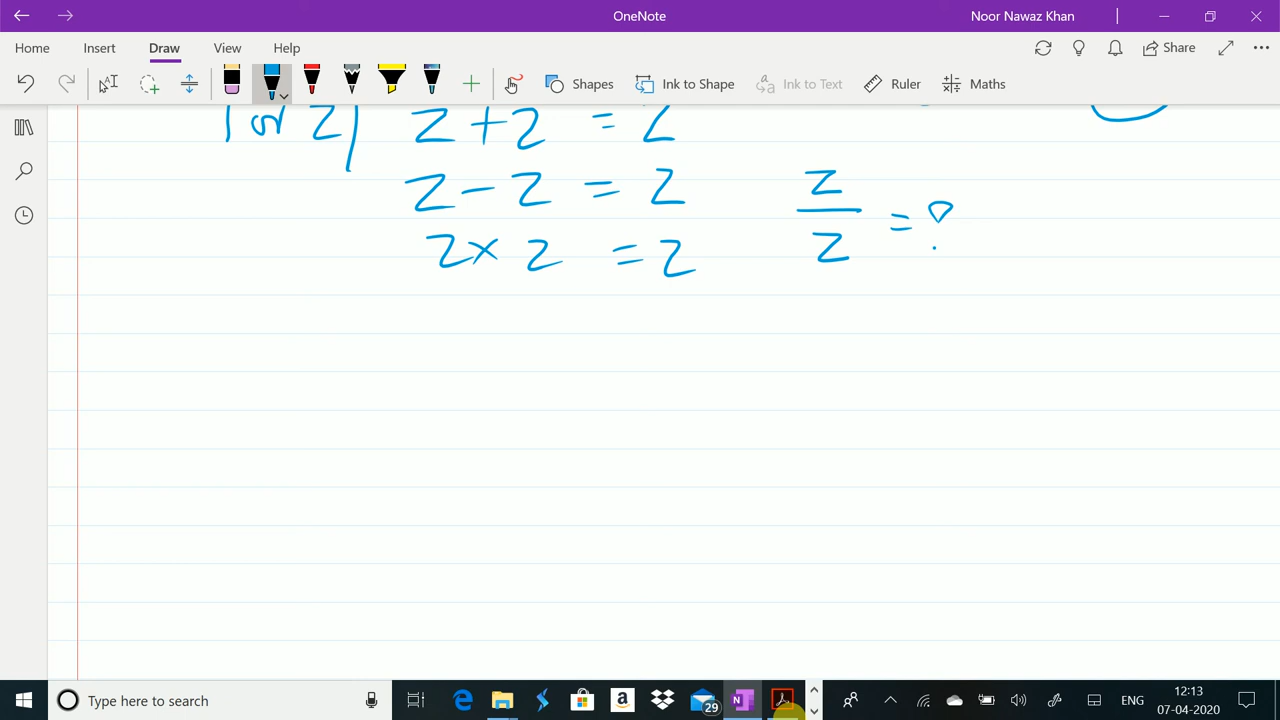 OneNote
Noor Nawaz Khan
Home Insert Draw View Help Share
Shapes Ink to Shape Ink to Text Ruler Maths
Z + Z = Z
Z - Z = Z
Z × Z = Z
Z / Z = ?
Type here to search
29
ENG
12:13
07-04-2020